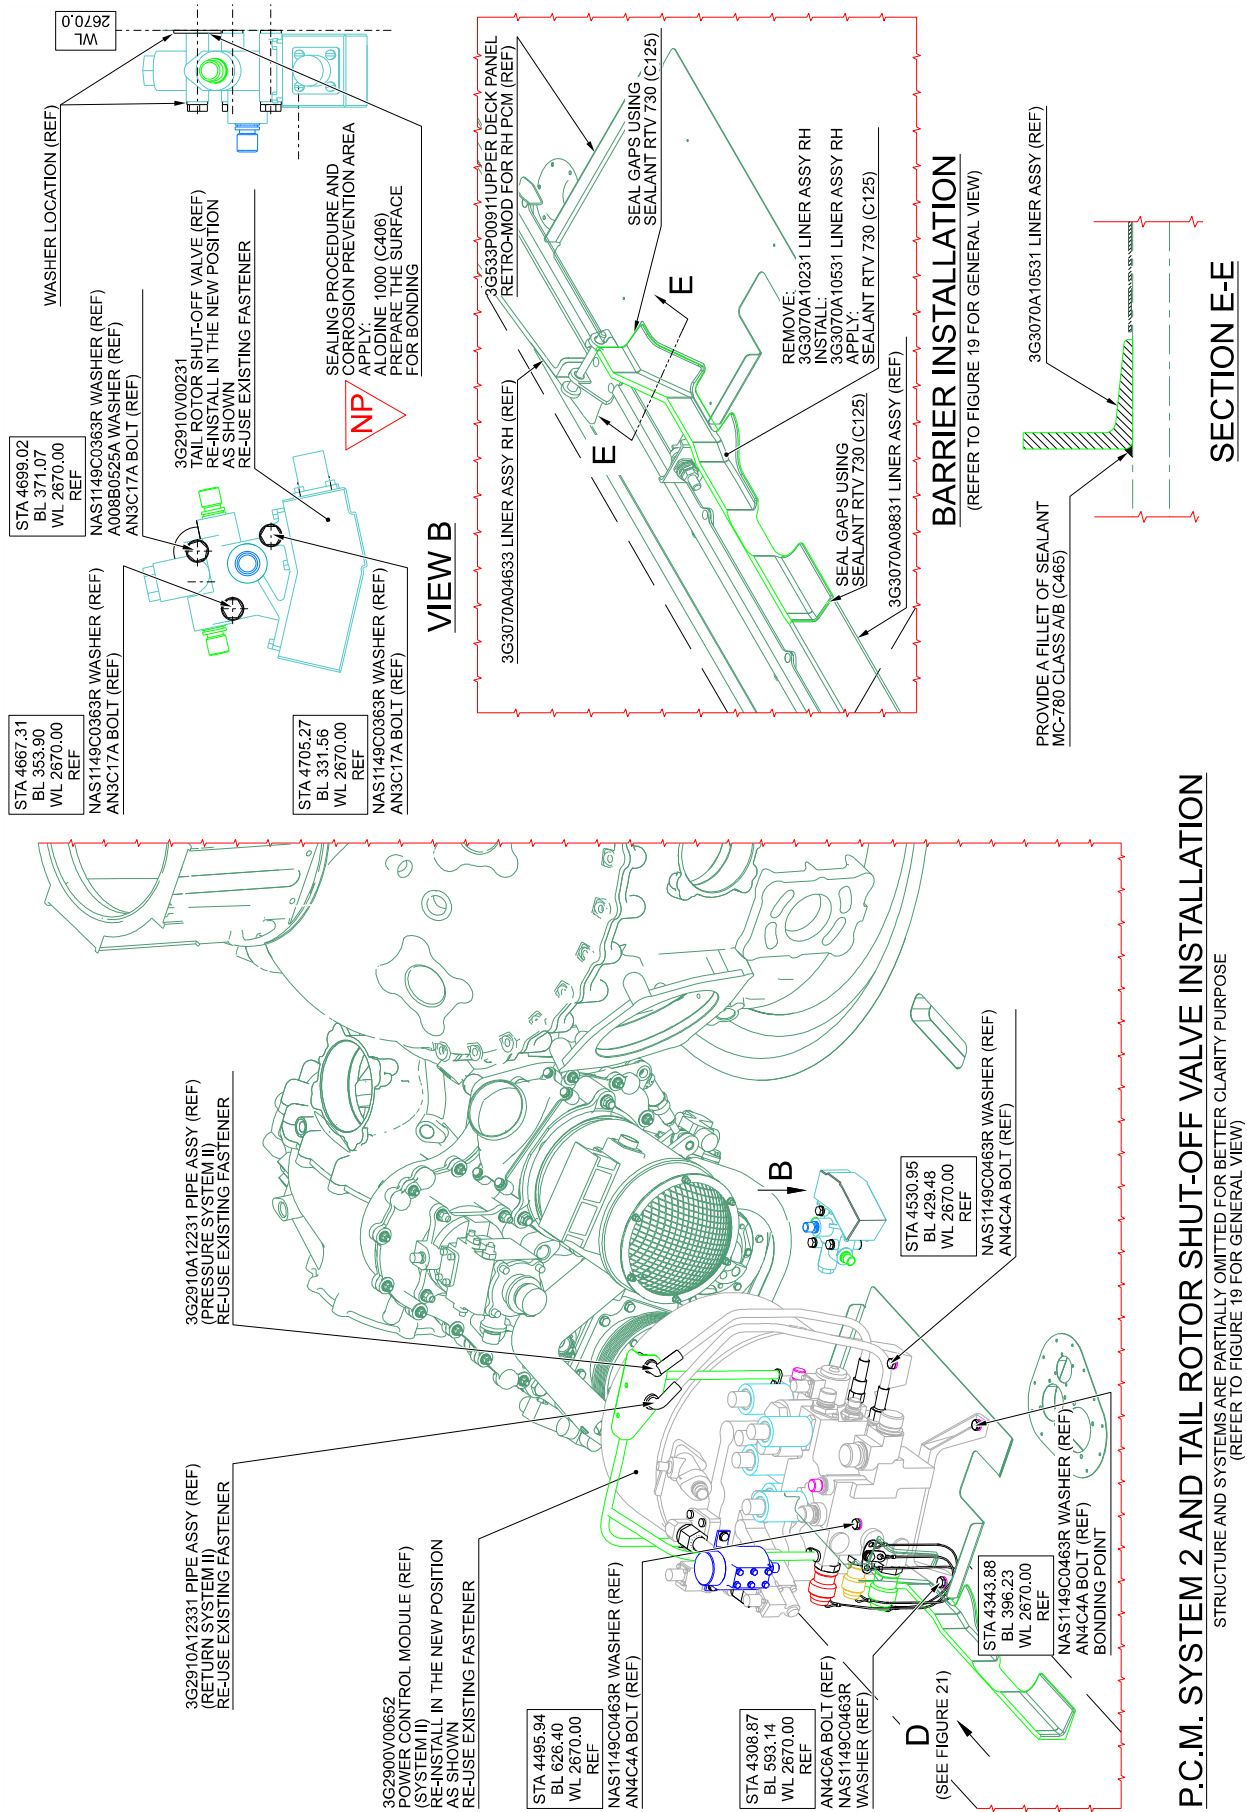 3G2910A12331 PIPE ASSY (REF)
(RETURN SYSTEM II)
RE-USE EXISTING FASTENER
3G2910A12231 PIPE ASSY (REF)
(PRESSURE SYSTEM II)
RE-USE EXISTING FASTENER
3G2900V00652
POWER CONTROL MODULE (REF)
(SYSTEM II)
RE-INSTALL IN THE NEW POSITION
AS SHOWN
RE-USE EXISTING FASTENER
STA 4495.94
BL 626.40
WL 2670.00
REF
NAS1149C0463R WASHER (REF)
AN4C4A BOLT (REF)
STA 4308.87
BL 593.14
WL 2670.00
REF
AN4C6A BOLT (REF)
NAS1149C0463R
WASHER (REF)
D
(SEE FIGURE 21)
B
STA 4530.95
BL 429.48
WL 2670.00
REF
NAS1149C0463R WASHER (REF)
AN4C4A BOLT (REF)
STA 4343.88
BL 396.23
WL 2670.00
REF
NAS1149C0463R WASHER (REF)
AN4C4A BOLT (REF)
BONDING POINT
P.C.M. SYSTEM 2 AND TAIL ROTOR SHUT-OFF VALVE INSTALLATION
STRUCTURE AND SYSTEMS ARE PARTIALLY OMITTED FOR BETTER CLARITY PURPOSE
(REFER TO FIGURE 19 FOR GENERAL VIEW)
STA 4667.31
BL 353.90
WL 2670.00
REF
NAS1149C0363R WASHER (REF)
AN3C17A BOLT (REF)
STA 4699.02
BL 371.07
WL 2670.00
REF
NAS1149C0363R WASHER (REF)
A008B0525A WASHER (REF)
AN3C17A BOLT (REF)
STA 4705.27
BL 331.56
WL 2670.00
REF
NAS1149C0363R WASHER (REF)
AN3C17A BOLT (REF)
3G2910V00231
TAIL ROTOR SHUT-OFF VALVE (REF)
RE-INSTALL IN THE NEW POSITION
AS SHOWN
RE-USE EXISTING FASTENER
WASHER LOCATION (REF)
WL
2670.0
NP
SEALING PROCEDURE AND
CORROSION PREVENTION AREA
APPLY:
ALODINE 1000 (C406)
PREPARE THE SURFACE
FOR BONDING
VIEW B
3G533P00911UPPER DECK PANEL
RETRO-MOD FOR RH PCM (REF)
3G3070A04633 LINER ASSY RH (REF)
SEAL GAPS USING
SEALANT RTV 730 (C125)
E
E
REMOVE:
3G3070A10231 LINER ASSY RH
INSTALL:
3G3070A10531 LINER ASSY RH
APPLY:
SEALANT RTV 730 (C125)
SEAL GAPS USING
SEALANT RTV 730 (C125)
3G3070A08831 LINER ASSY (REF)
BARRIER INSTALLATION
(REFER TO FIGURE 19 FOR GENERAL VIEW)
3G3070A10531 LINER ASSY (REF)
PROVIDE A FILLET OF SEALANT
MC-780 CLASS A/B (C465)
SECTION E-E